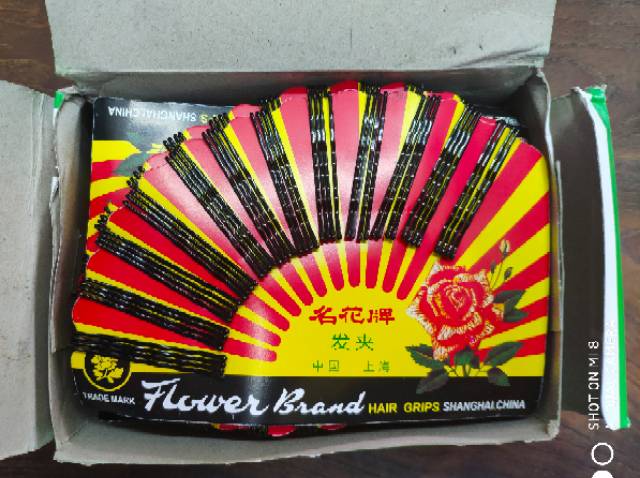 S SHANGHAI.CHINA
名花牌
发夹
中国 上海
TRADE MARK
Flower Brand HAIR GRIPS SHANGHAI.CHINA
SHOT ON MI 8